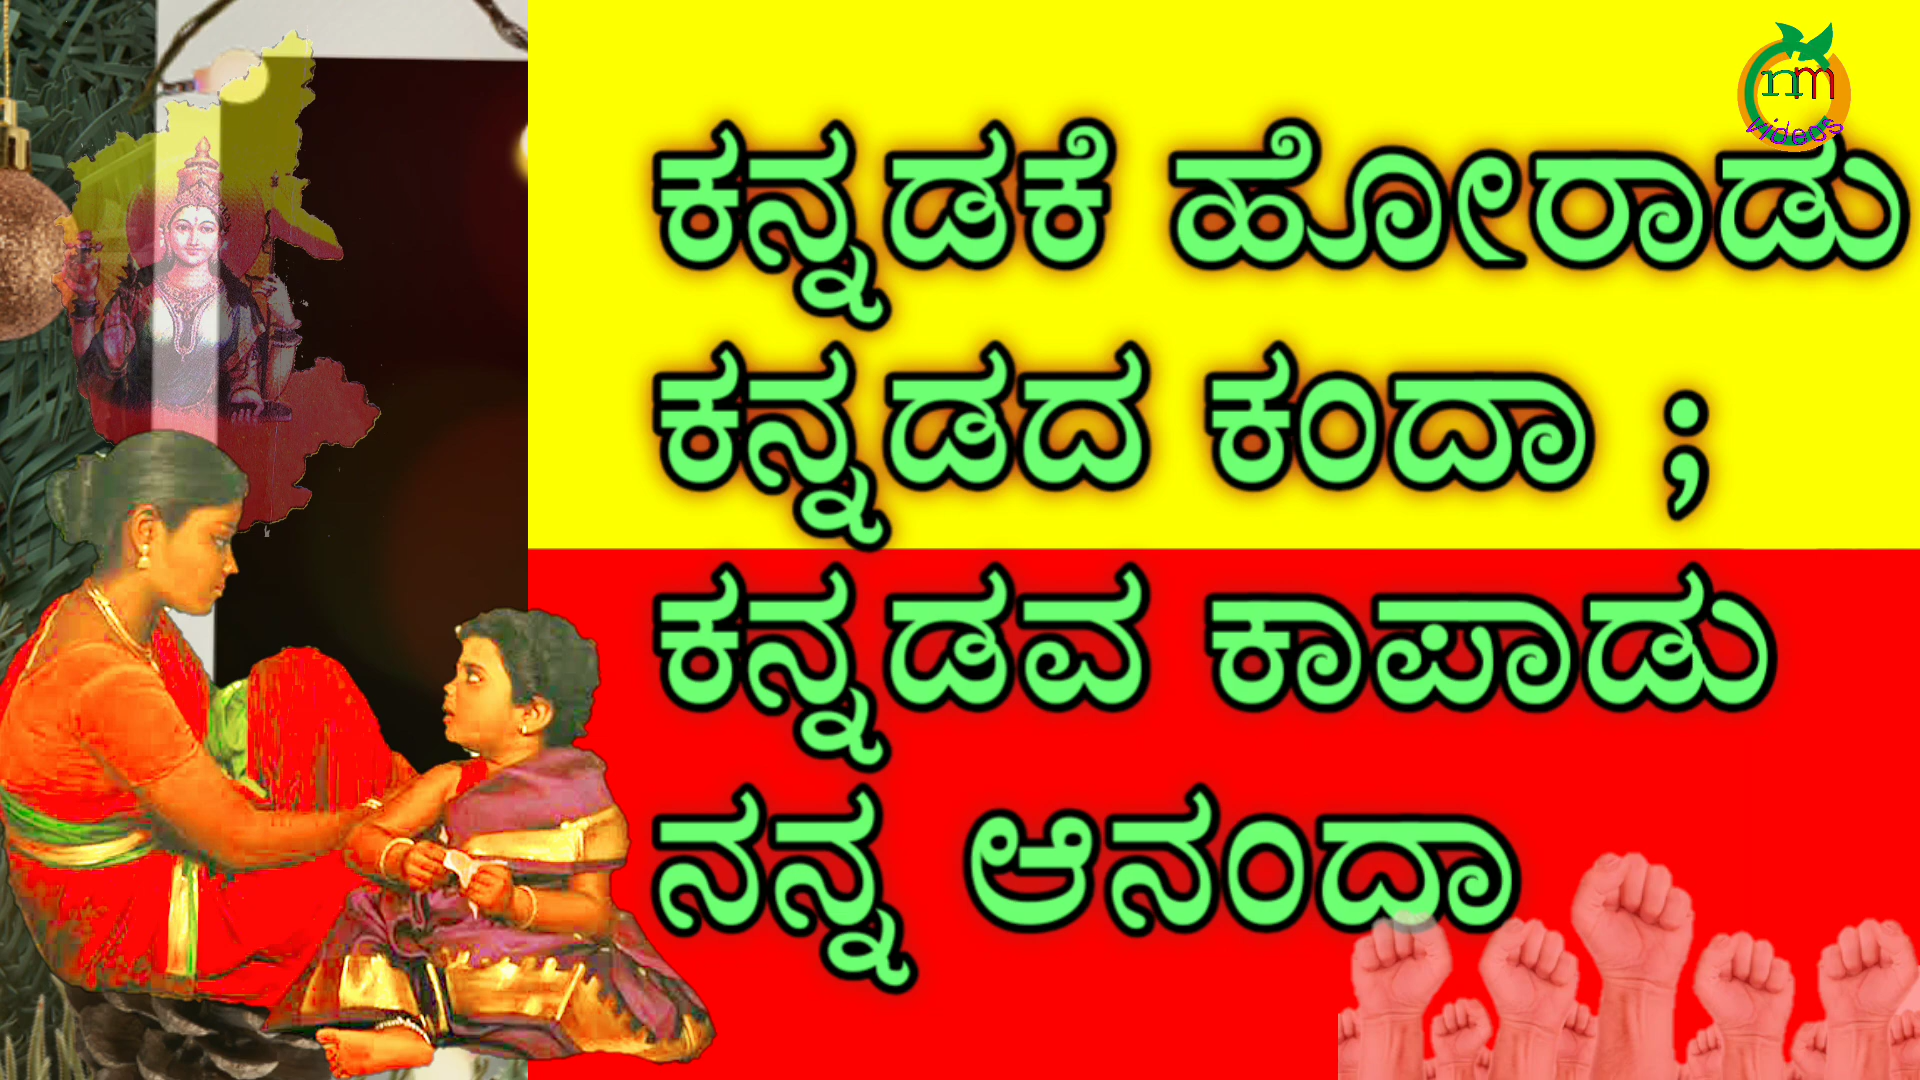 nm
videos
ಕನ್ನಡಕೆ ಹೋರಾಡು
ಕನ್ನಡದ ಕಂದಾ ;
ಕನ್ನಡವ ಕಾಪಾಡು
ನನ್ನ ಆನಂದಾ